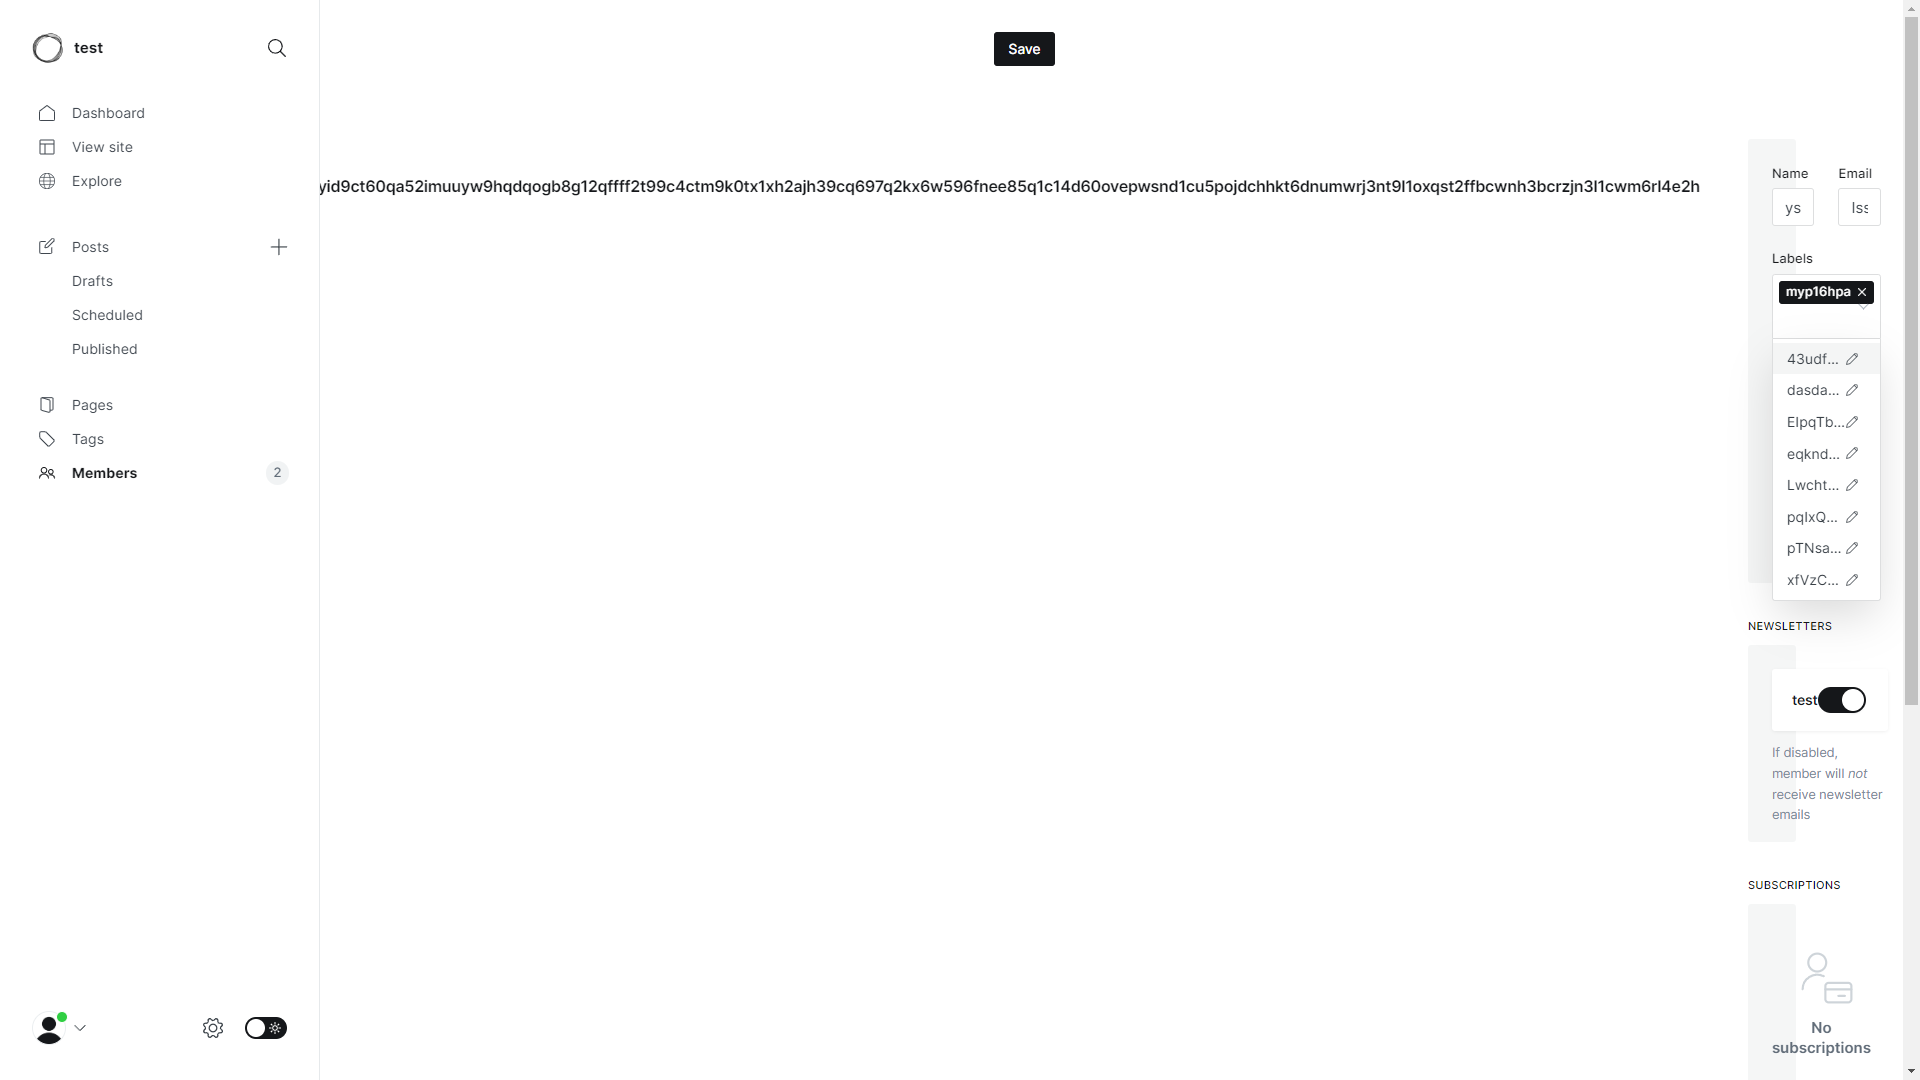 test
Save
Dashboard
View site
Explore
yid9ct60qa52imuuyw9hqdqogb8g12qffff2t99c4ctm9k0tx1xh2ajh39cq697q2kx6w596fnee85q1c14d60ovepwsnd1cu5pojdchhkt6dnumwrj3nt9l1oxqst2ffbcwnh3bcrzjn3l1cwm6rl4e2h
Name
Email
ys
lss
Posts
Drafts
Scheduled
Published
Labels
myp16hpa
43udf...
dasda...
ElpqTb...
eqknd...
Lwcht...
pqIxQ...
pTNsa...
xfVzC...
Pages
Tags
Members
2
NEWSLETTERS
test
If disabled,
member will not
receive newsletter
emails
SUBSCRIPTIONS
No
subscriptions